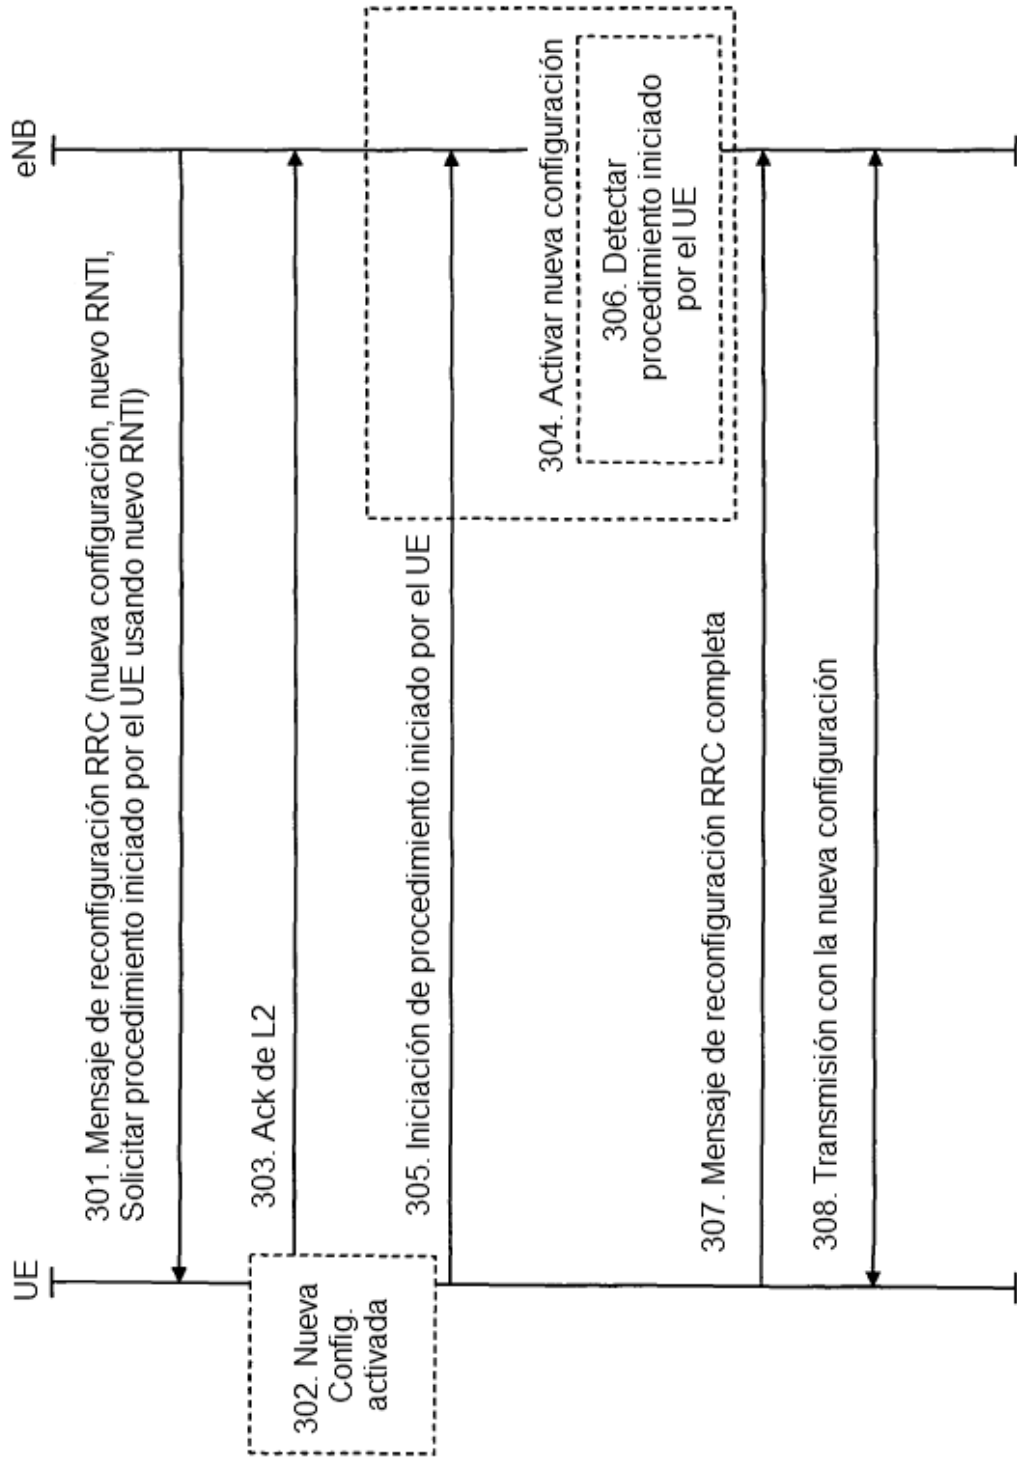 UE
eNB
301. Mensaje de reconfiguración RRC (nueva configuración, nuevo RNTI,
Solicitar procedimiento iniciado por el UE usando nuevo RNTI)
302. Nueva
Config.
activada
303. Ack de L2
305. Iniciación de procedimiento iniciado por el UE
304. Activar nueva configuración
306. Detectar
procedimiento iniciado
por el UE
307. Mensaje de reconfiguración RRC completa
308. Transmisión con la nueva configuración